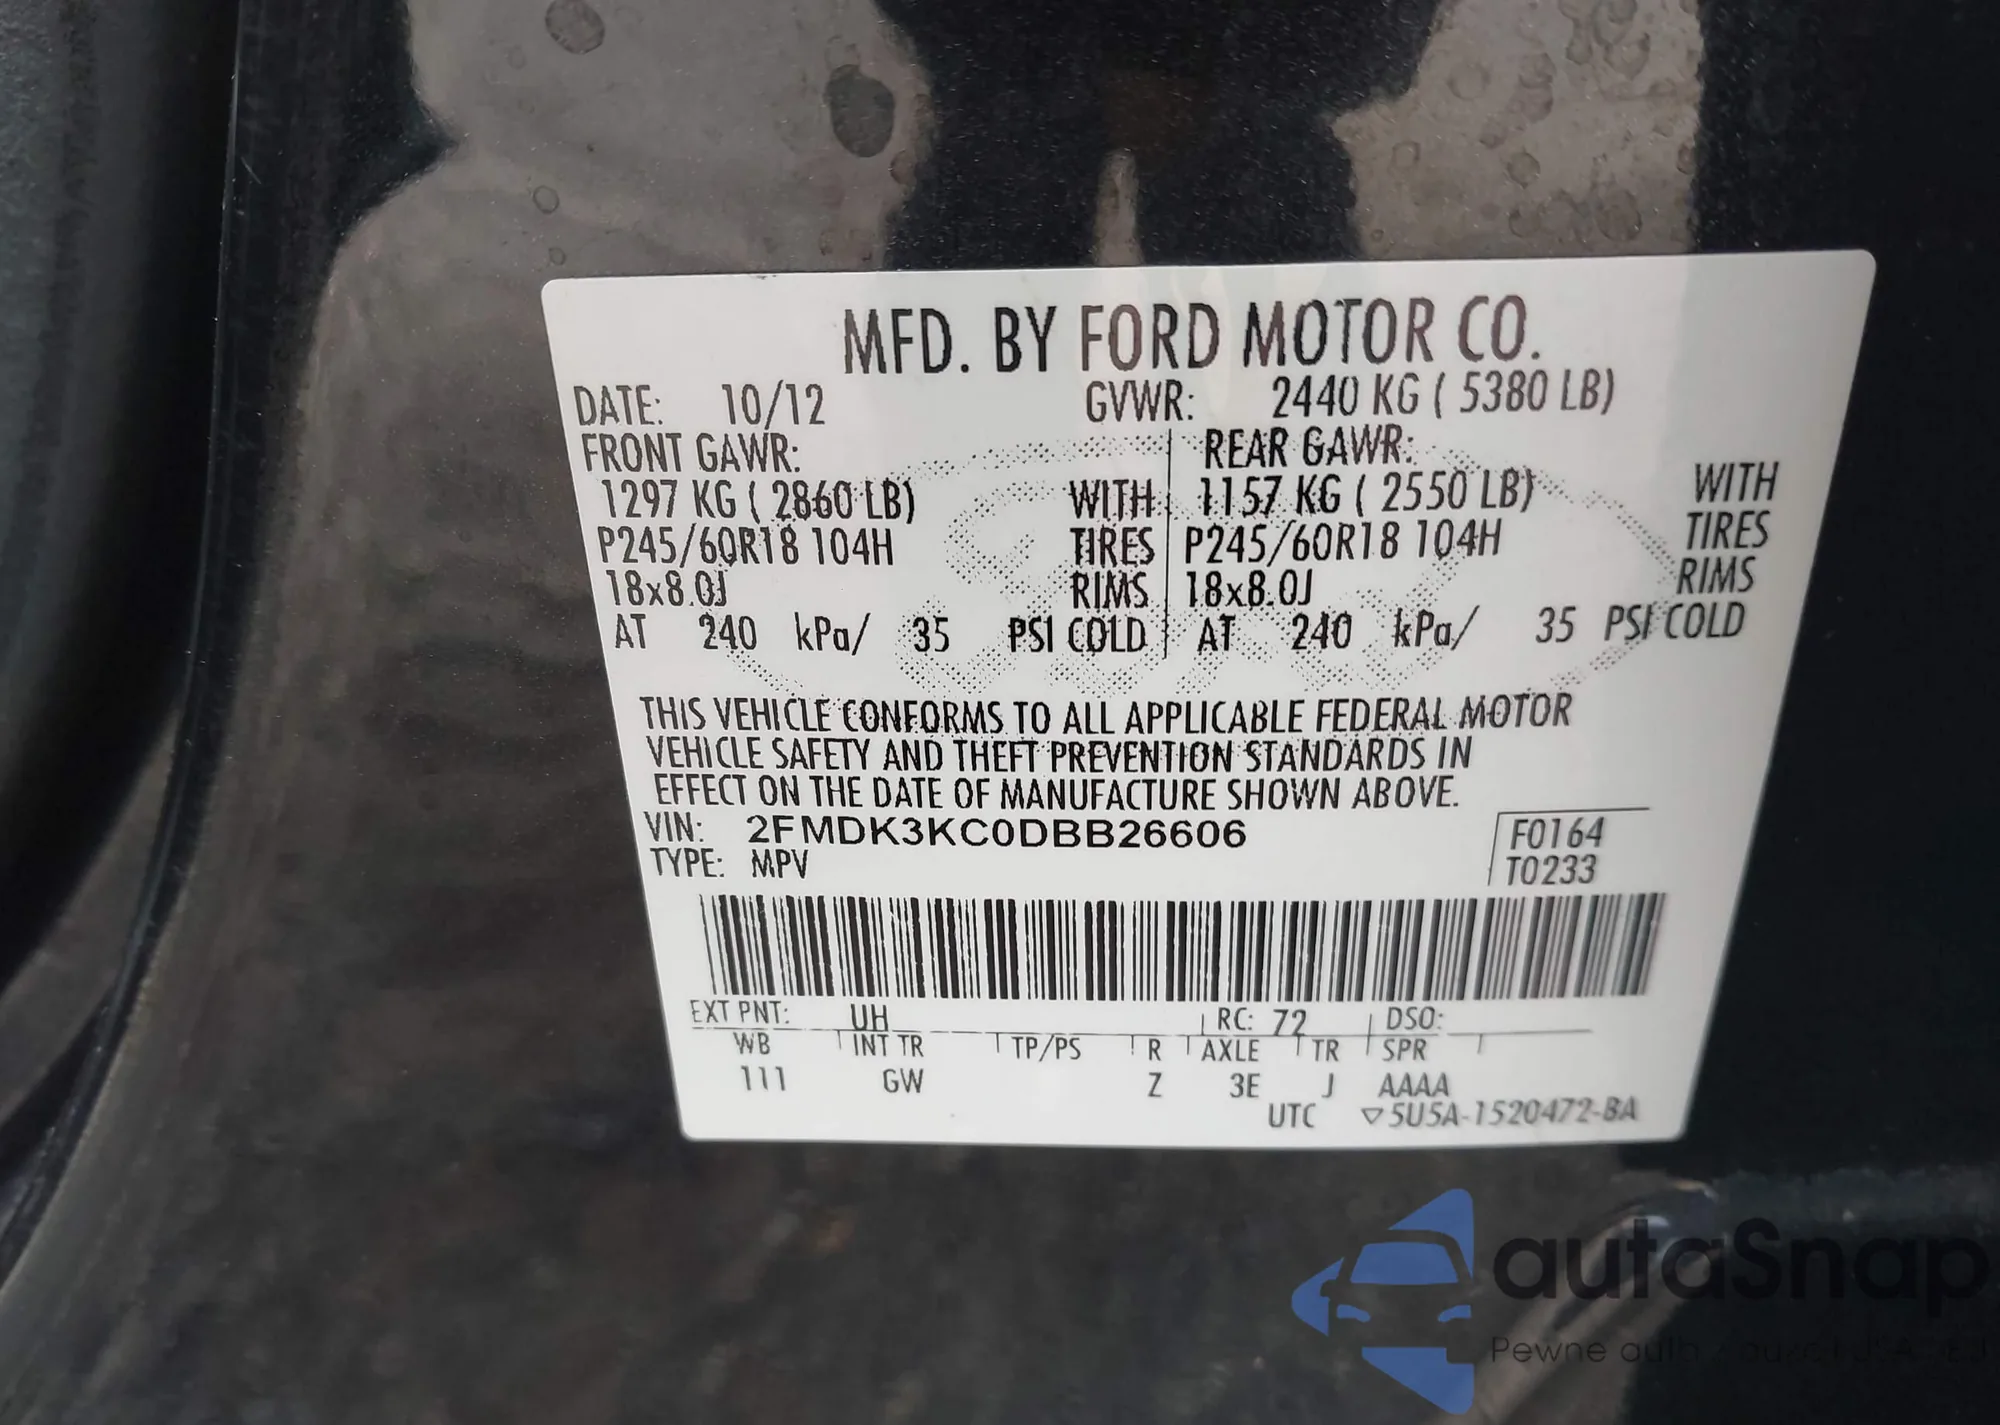 MFD. BY FORD MOTOR CO.
DATE: 10/12 GVWR: 2440 KG ( 5380 LB)
FRONT GAWR: REAR GAWR:
1297 KG ( 2860 LB) WITH 1157 KG ( 2550 LB) WITH
P245/60R18 104H TIRES P245/60R18 104H TIRES
18x8.0J RIMS 18x8.0J RIMS
AT 240 kPa/ 35 PSI COLD AT 240 kPa/ 35 PSI COLD
THIS VEHICLE CONFORMS TO ALL APPLICABLE FEDERAL MOTOR
VEHICLE SAFETY AND THEFT PREVENTION STANDARDS IN
EFFECT ON THE DATE OF MANUFACTURE SHOWN ABOVE.
VIN: 2FMDK3KC0DBB26606 F0164
TYPE: MPV T0233
EXT PNT: UH RC: 72 DSO:
WB INT TR TP/PS R AXLE TR SPR
111 GW Z 3E J AAAA
UTC ▽5U5A-1520472-BA
autaSnap
Pewne auta